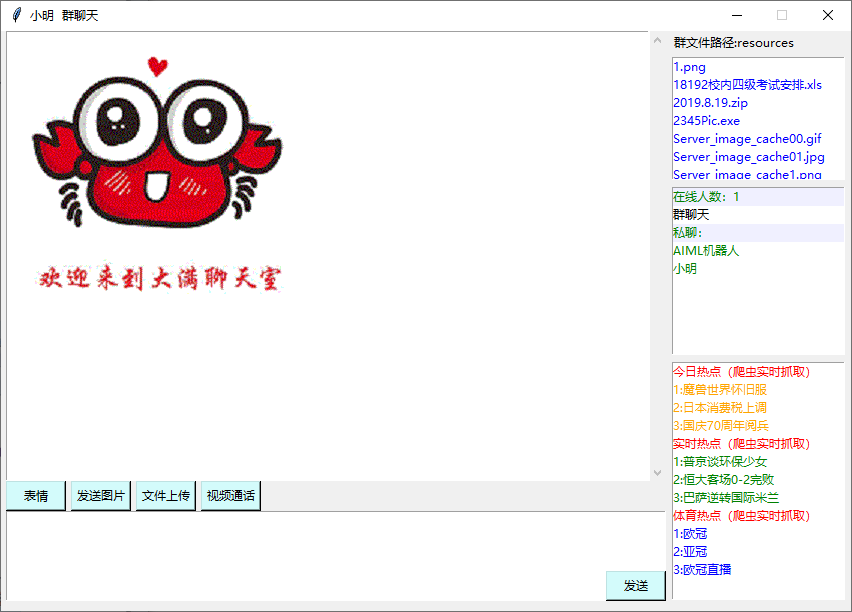 小明 群聊天
欢迎来到大满聊天室
表情
发送图片
文件上传
视频通话
发送
群文件路径:resources
1.png
18192校内四级考试安排.xls
2019.8.19.zip
2345Pic.exe
Server_image_cache00.gif
Server_image_cache01.jpg
Server_image_cache1.png
在线人数：1
群聊天
私聊：
AIML机器人
小明
今日热点（爬虫实时抓取）
1:魔兽世界怀旧服
2:日本消费税上调
3:国庆70周年阅兵
实时热点（爬虫实时抓取）
1:普京谈环保少女
2:恒大客场0-2完败
3:巴萨逆转国际米兰
体育热点（爬虫实时抓取）
1:欧冠
2:亚冠
3:欧冠直播